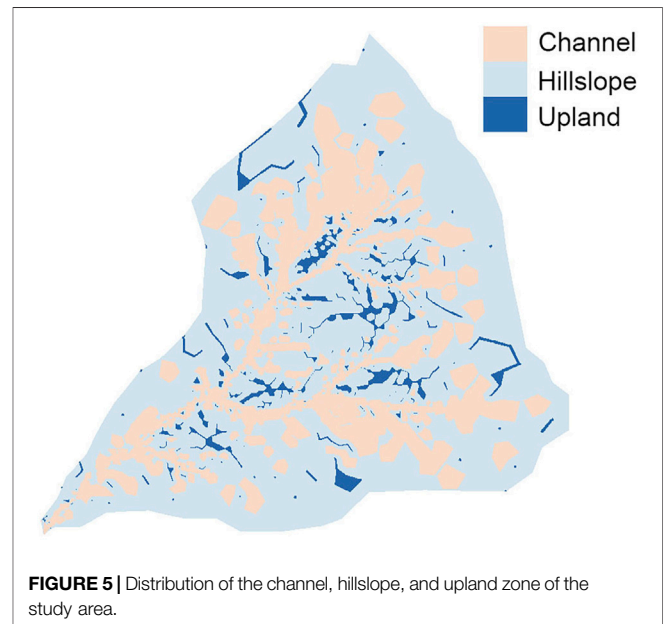 Channel
Hillslope
Upland
FIGURE 5 | Distribution of the channel, hillslope, and upland zone of the
study area.